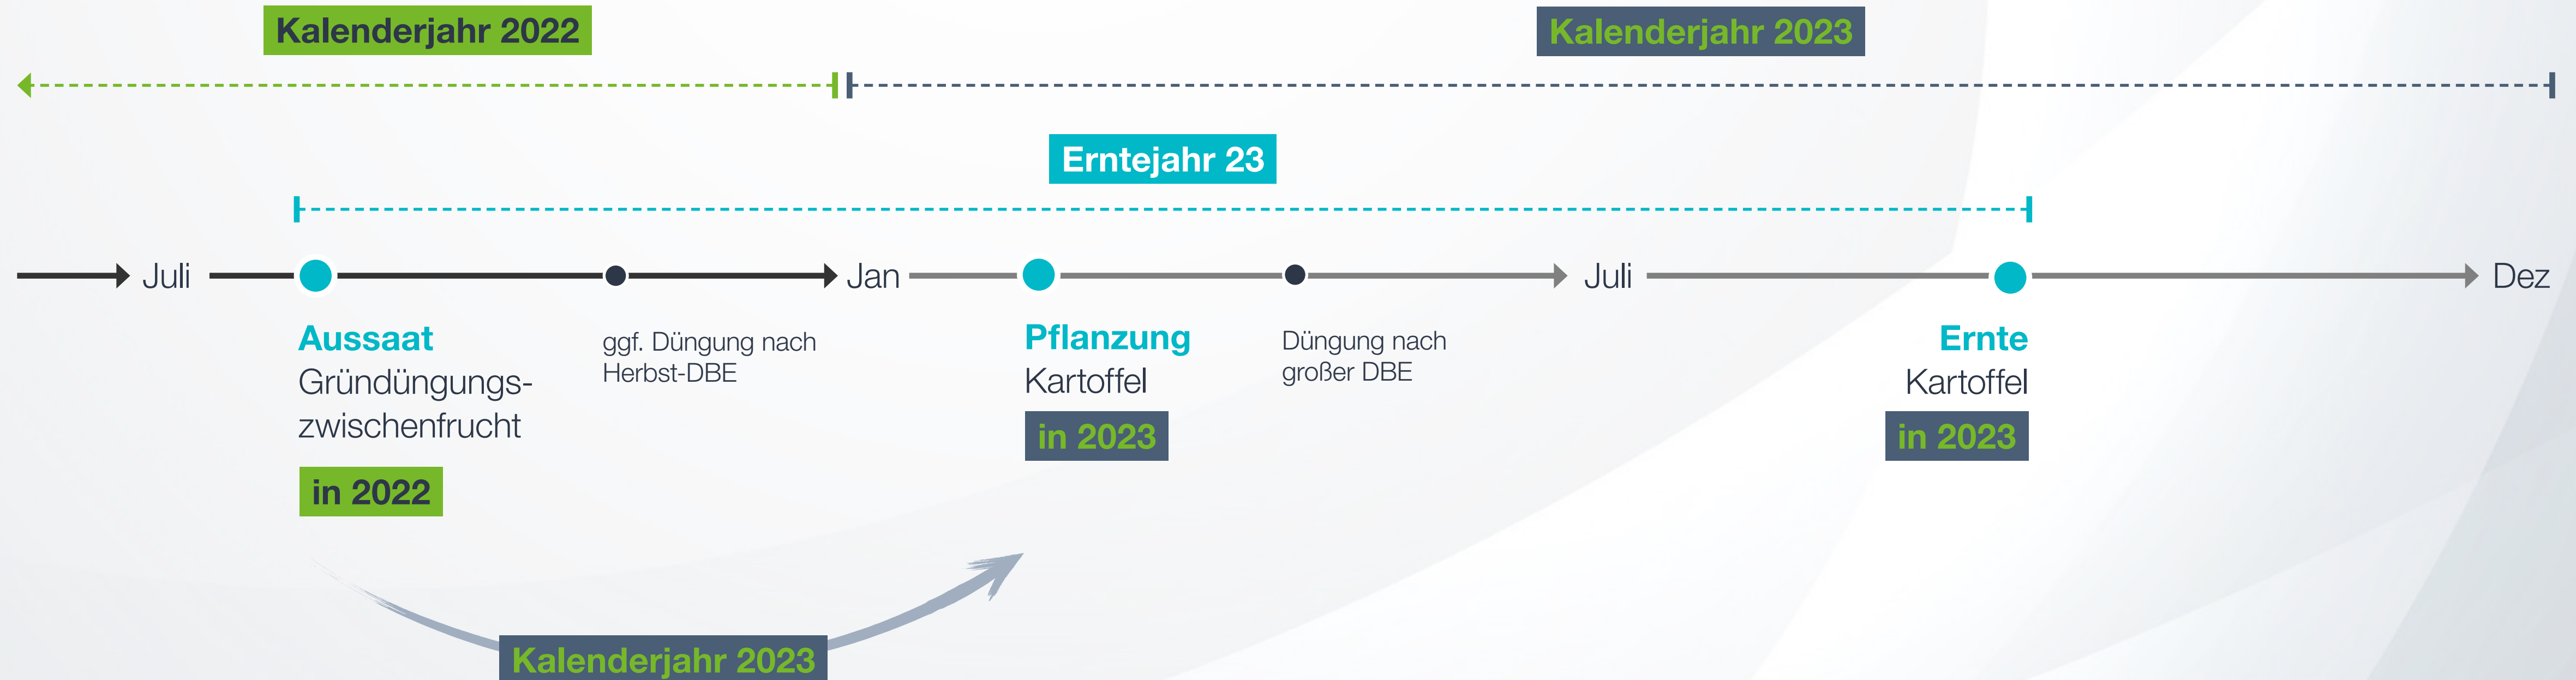 Kalenderjahr 2022
Kalenderjahr 2023
Erntejahr 23
Juli
Jan
Juli
Dez
Aussaat
Gründüngungs-
zwischenfrucht
in 2022
ggf. Düngung nach
Herbst-DBE
Pflanzung
Kartoffel
in 2023
Düngung nach
großer DBE
Ernte
Kartoffel
in 2023
Kalenderjahr 2023